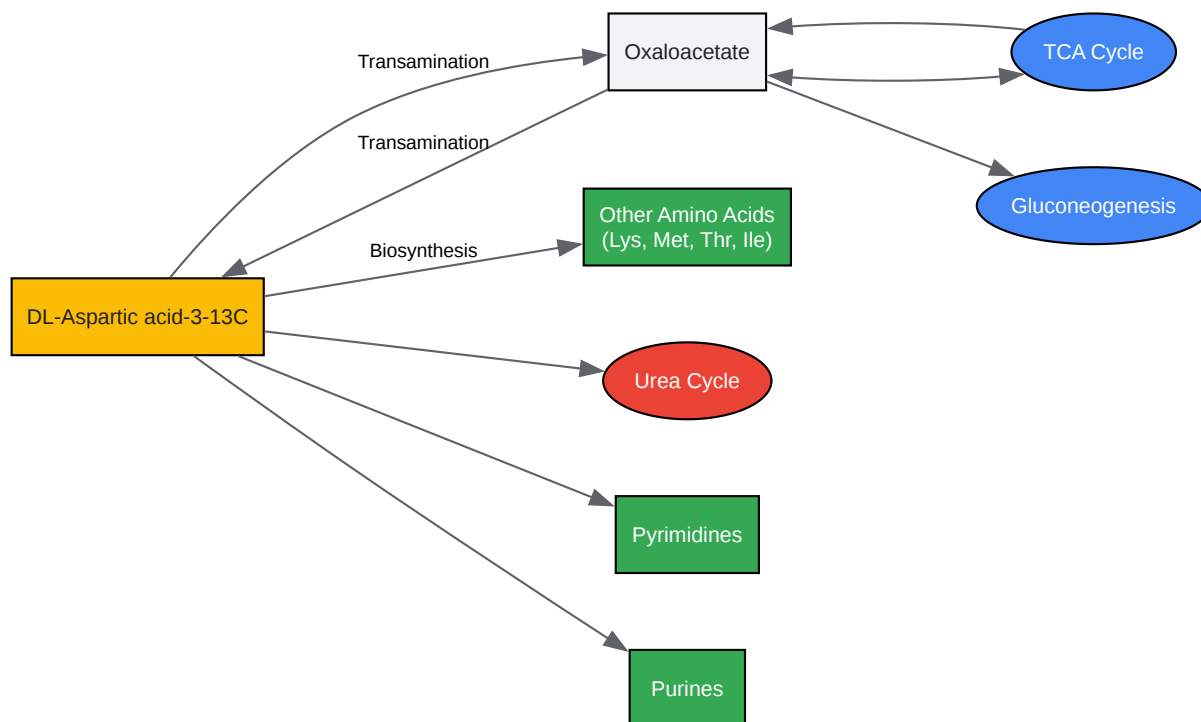 Oxaloacetate
TCA Cycle
Transamination
Transamination
Gluconeogenesis
Other Amino Acids
(Lys, Met, Thr, Ile)
Biosynthesis
DL-Aspartic acid-3-13C
Urea Cycle
Pyrimidines
Purines